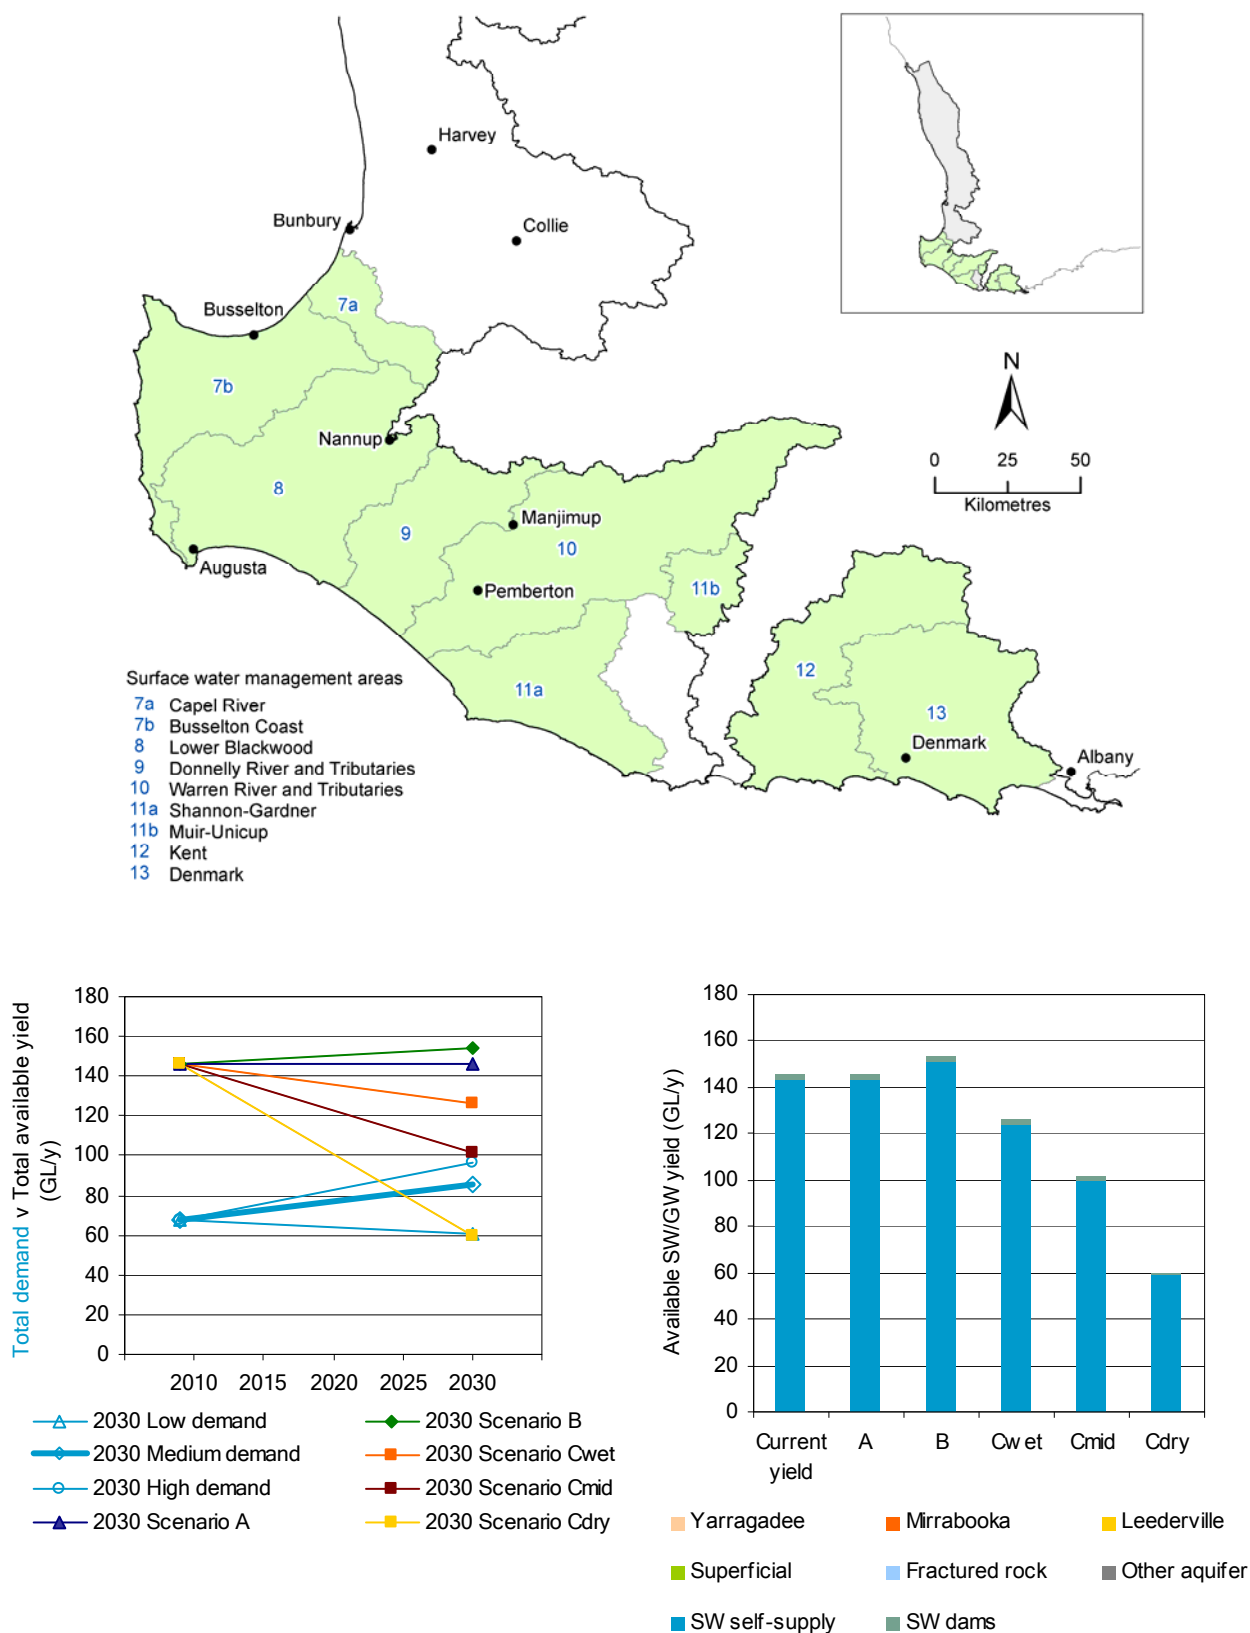 Harvey
Bunbury
Collie
Busselton
7a
7b
N
Nannup
0 25 50
Kilometres
8
Manjimup
9
10
Augusta
Pemberton
11b
12
11a
13
Denmark
Albany
Surface water management areas
7a Capel River
7b Busselton Coast
8 Lower Blackwood
9 Donnelly River and Tributaries
10 Warren River and Tributaries
11a Shannon-Gardner
11b Muir-Unicup
12 Kent
13 Denmark
Total demand v Total available yield
(GL/y)
180
160
140
120
100
80
60
40
20
0
2010 2015 2020 2025 2030
2030 Low demand
2030 Medium demand
2030 High demand
2030 Scenario A
2030 Scenario B
2030 Scenario Cwet
2030 Scenario Cmid
2030 Scenario Cdry
Available SW/GW yield (GL/y)
180
160
140
120
100
80
60
40
20
0
Current yield A B Cwet Cmid Cdry
Yarragadee Mirrabooka Leederville
Superficial Fractured rock Other aquifer
SW self-supply SW dams